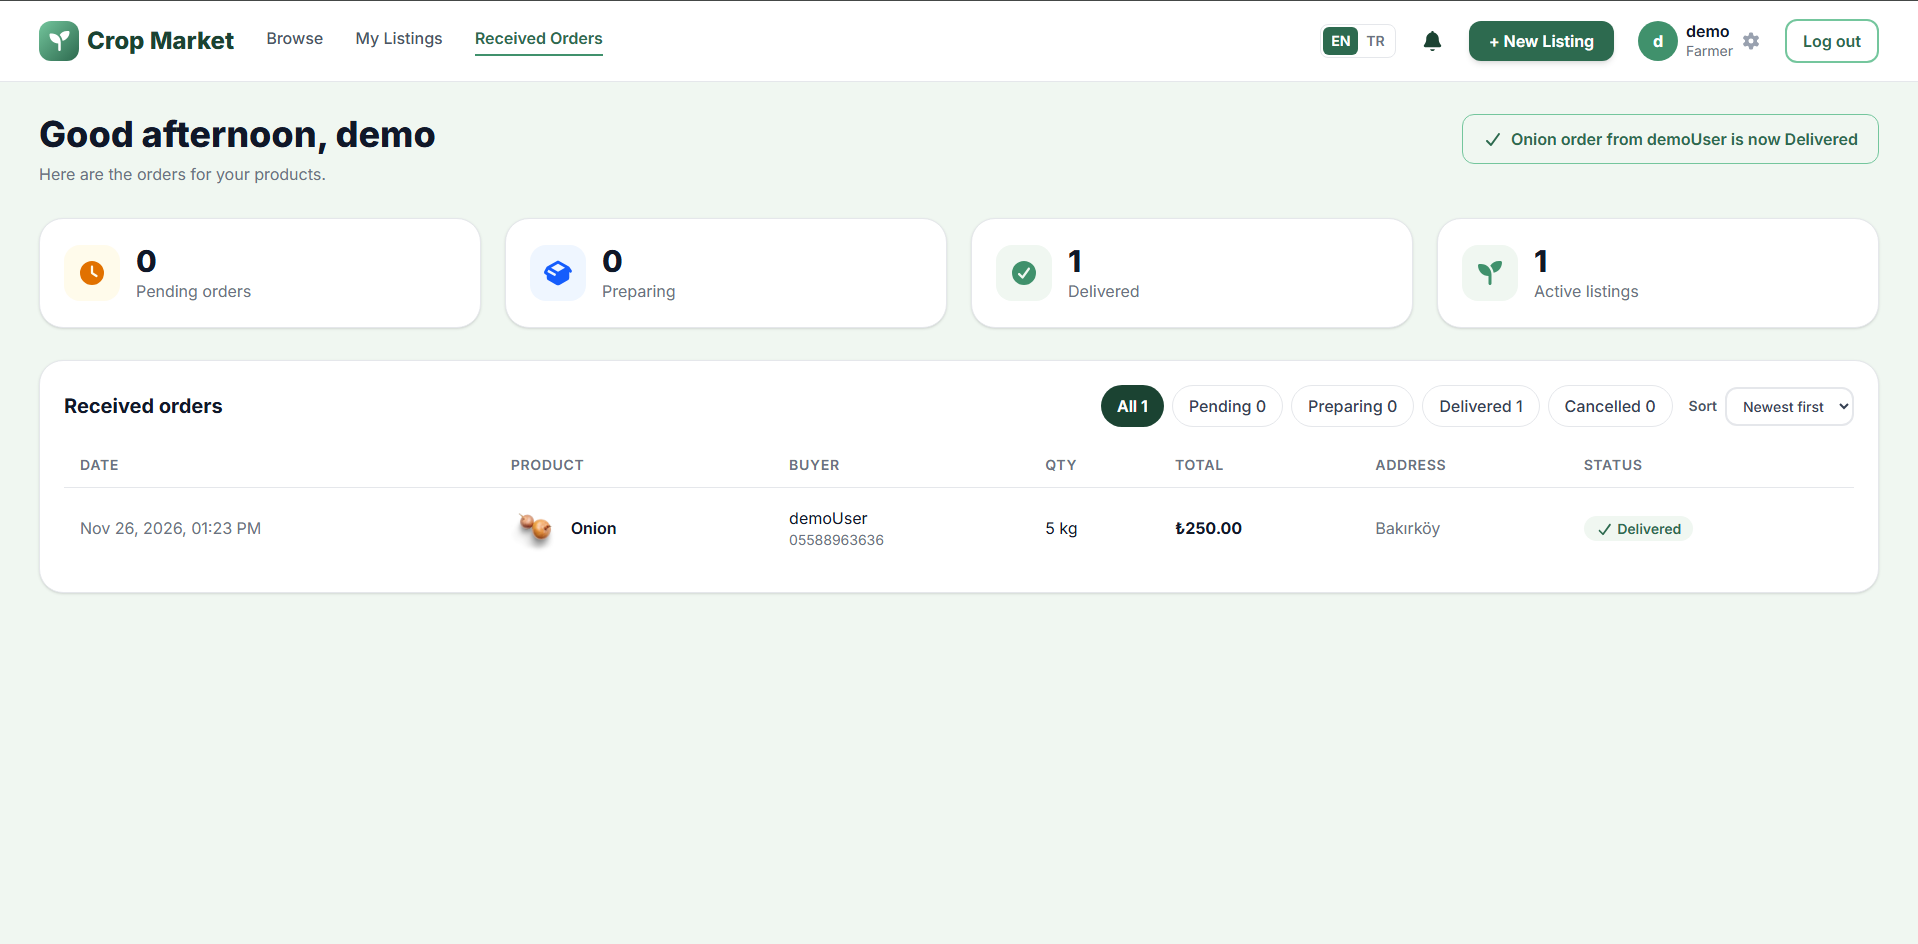 Crop Market
Browse
My Listings
Received Orders
EN
TR
+ New Listing
d
demo
Farmer
Log out
Good afternoon, demo
Here are the orders for your products.
Onion order from demoUser is now Delivered
0
Pending orders
0
Preparing
1
Delivered
1
Active listings
Received orders
All 1
Pending 0
Preparing 0
Delivered 1
Cancelled 0
Sort
Newest first
DATE
PRODUCT
BUYER
QTY
TOTAL
ADDRESS
STATUS
Nov 26, 2026, 01:23 PM
Onion
demoUser
05588963636
5 kg
₺250.00
Bakırköy
Delivered